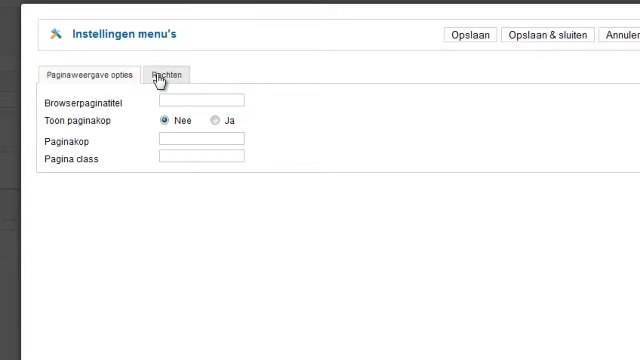 Instellingen menu's
Opslaan
Opslaan & sluiten
Annuler
Paginaweergave opties
Rechten
Browserpaginatitel
Toon paginakop
Nee
Ja
Paginakop
Pagina class